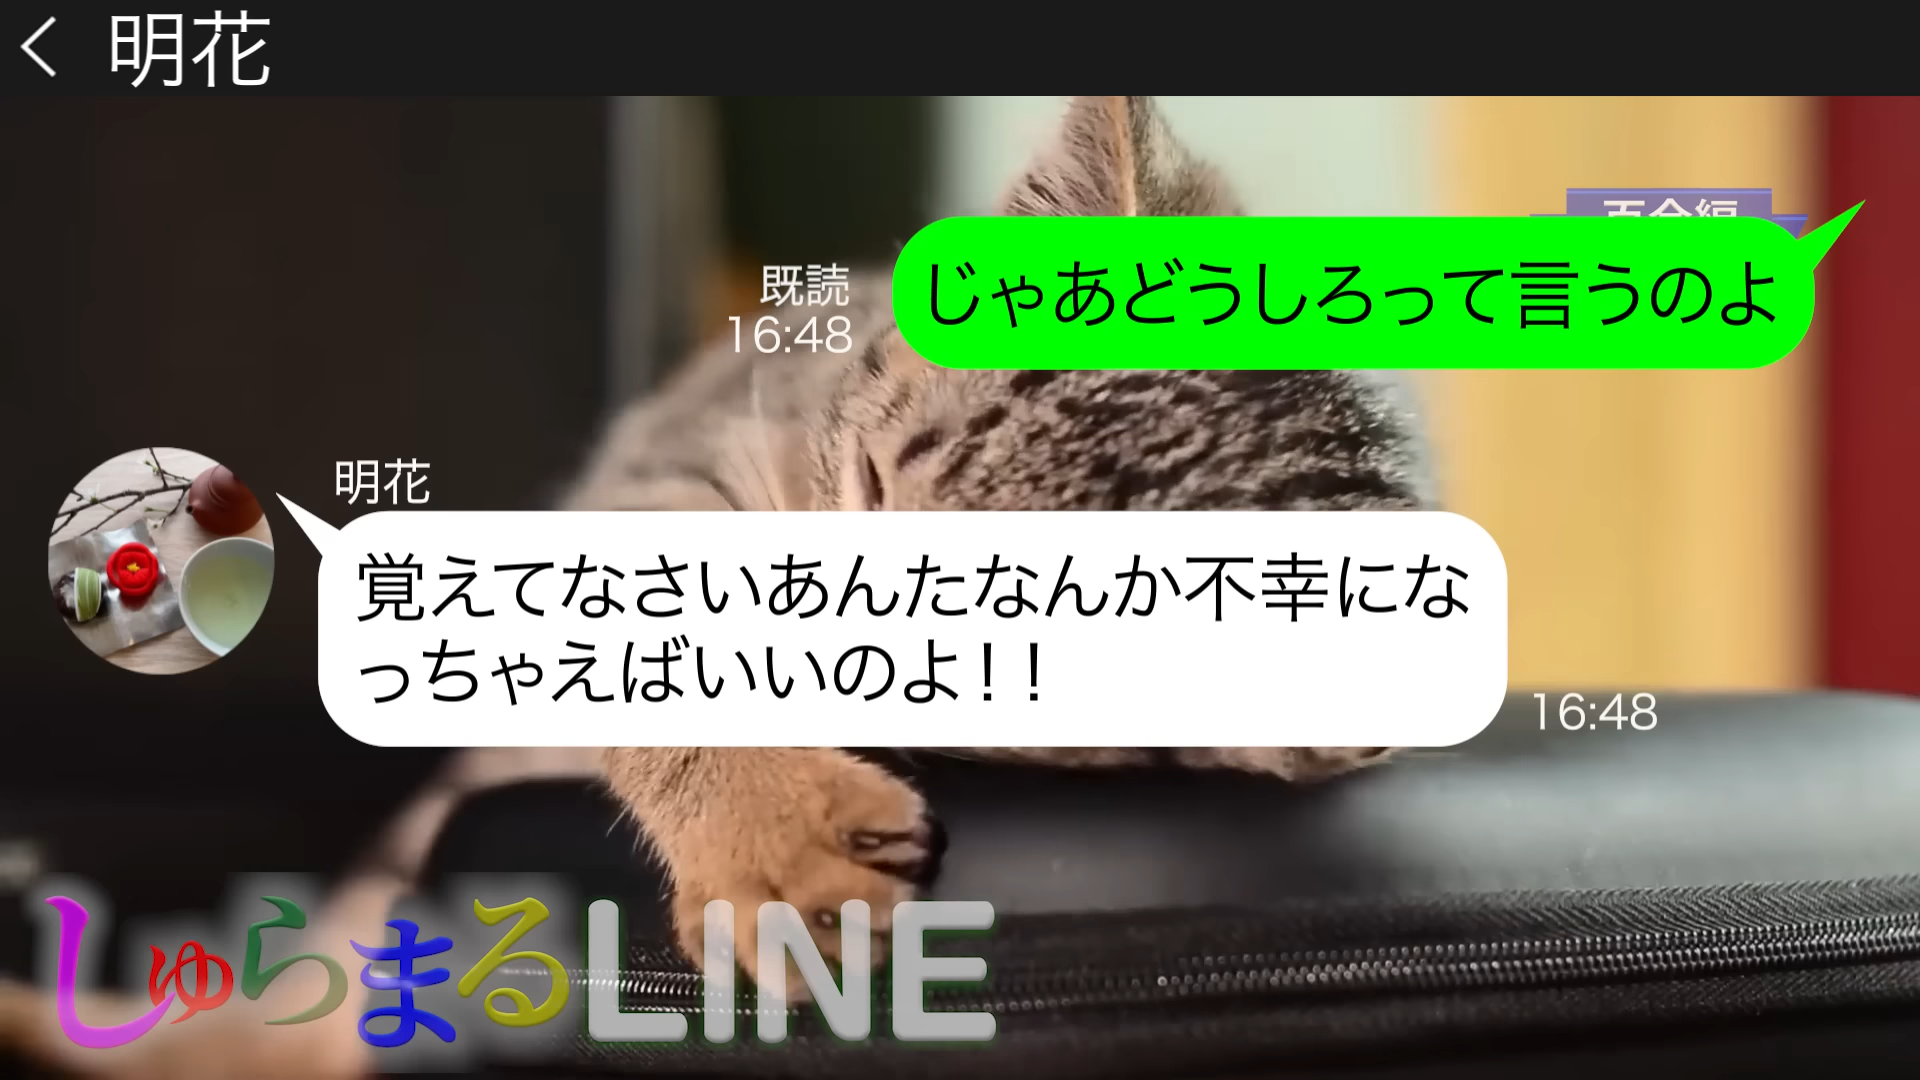 明花
じゃあどうしろって言うのよ
既読
16:48
明花
覚えてなさいあんたなんか不幸にな
っちゃえばいいのよ！！
16:48
しゅらまるLINE